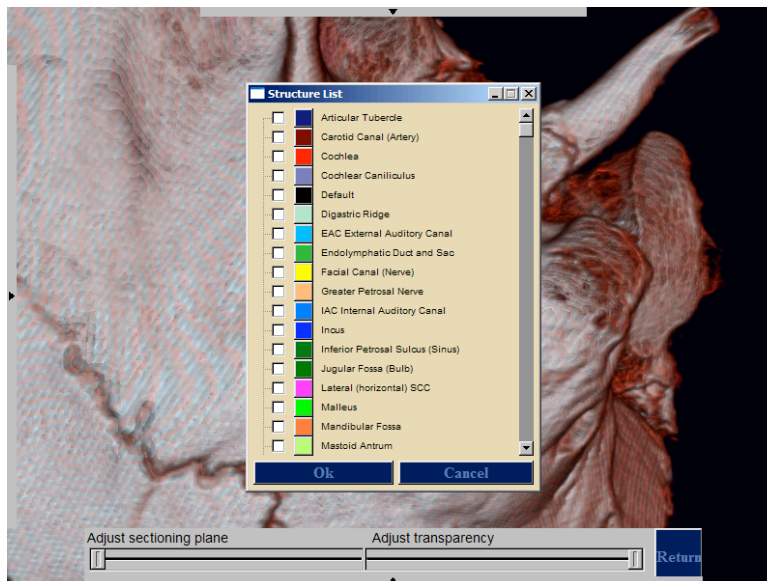 Structure List
Articular Tubercle
Carotid Canal (Artery)
Cochlea
Cochlear Caniliculus
Default
Digastric Ridge
EAC External Auditory Canal
Endolymphatic Duct and Sac
Facial Canal (Nerve)
Greater Petrosal Nerve
IAC Internal Auditory Canal
Incus
Inferior Petrosal Sulcus (Sinus)
Jugular Fossa (Bulb)
Lateral (horizontal) SCC
Malleus
Mandibular Fossa
Mastoid Antrum
Ok Cancel
Adjust sectioning plane Adjust transparency
Return